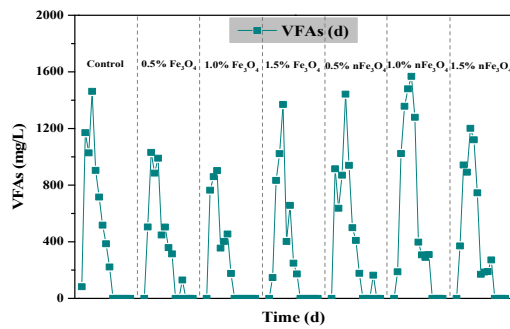 VFAs (d)
Control
0.5% Fe₃O₄
1.0% Fe₃O₄
1.5% Fe₃O₄
0.5% nFe₃O₄
1.0% nFe₃O₄
1.5% nFe₃O₄
2000
1600
1200
800
400
0
VFAs (mg/L)
Time (d)